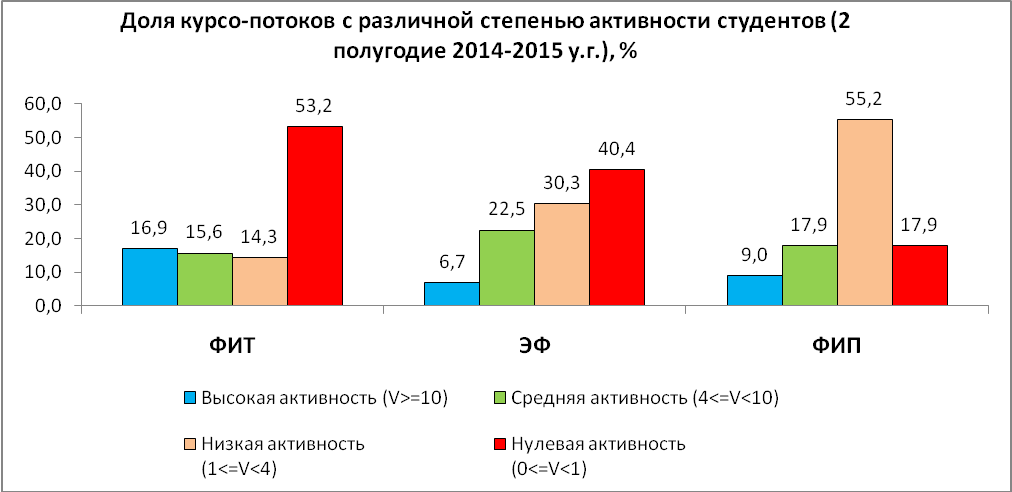 Доля курсо-потоков с различной степенью активности студентов (2
полугодие 2014-2015 у.г.), %
60,0
50,0
40,0
30,0
20,0
10,0
0,0
16,9
15,6
14,3
53,2
6,7
22,5
30,3
40,4
9,0
17,9
55,2
17,9
ФИТ
ЭФ
ФИП
Высокая активность (V>=10)
Средняя активность (4<=V<10)
Низкая активность
(1<=V<4)
Нулевая активность
(0<=V<1)